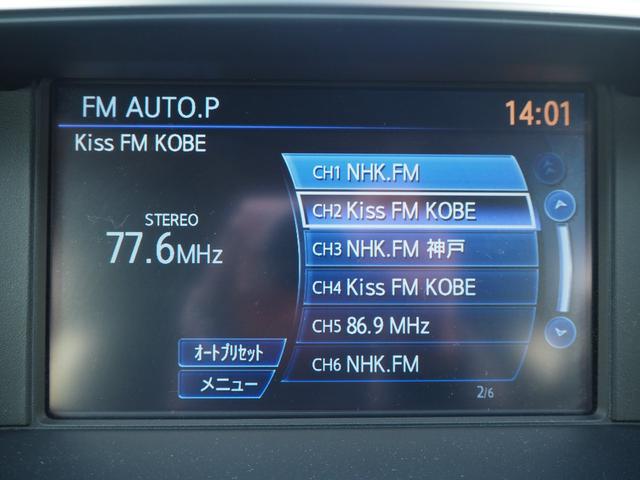 FM AUTO.P
14:01
Kiss FM KOBE
STEREO
77.6MHz
CH1 NHK.FM
CH2 Kiss FM KOBE
CH3 NHK.FM 神戸
CH4 Kiss FM KOBE
CH5 86.9 MHz
CH6 NHK.FM
オートプリセット
メニュー
2/6